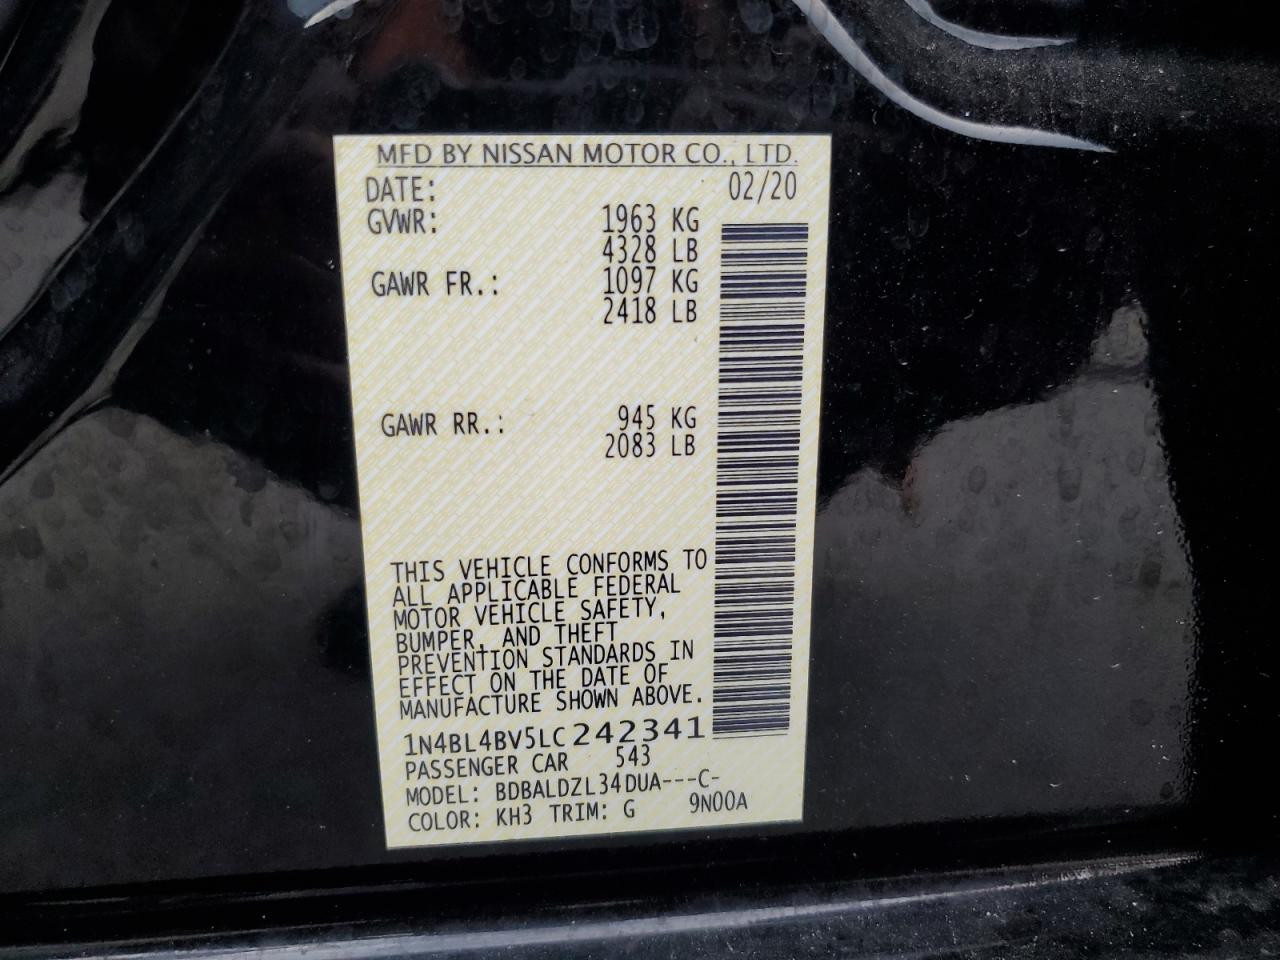 MFD BY NISSAN MOTOR CO., LTD.
DATE: 02/20
GVWR: 1963 KG
4328 LB
GAWR FR.: 1097 KG
2418 LB
GAWR RR.: 945 KG
2083 LB
THIS VEHICLE CONFORMS TO
ALL APPLICABLE FEDERAL
MOTOR VEHICLE SAFETY,
BUMPER, AND THEFT
PREVENTION STANDARDS IN
EFFECT ON THE DATE OF
MANUFACTURE SHOWN ABOVE.
1N4BL4BV5LC242341
PASSENGER CAR 543
MODEL: BDBALDZL34DUA---C-
COLOR: KH3 TRIM: G 9N00A